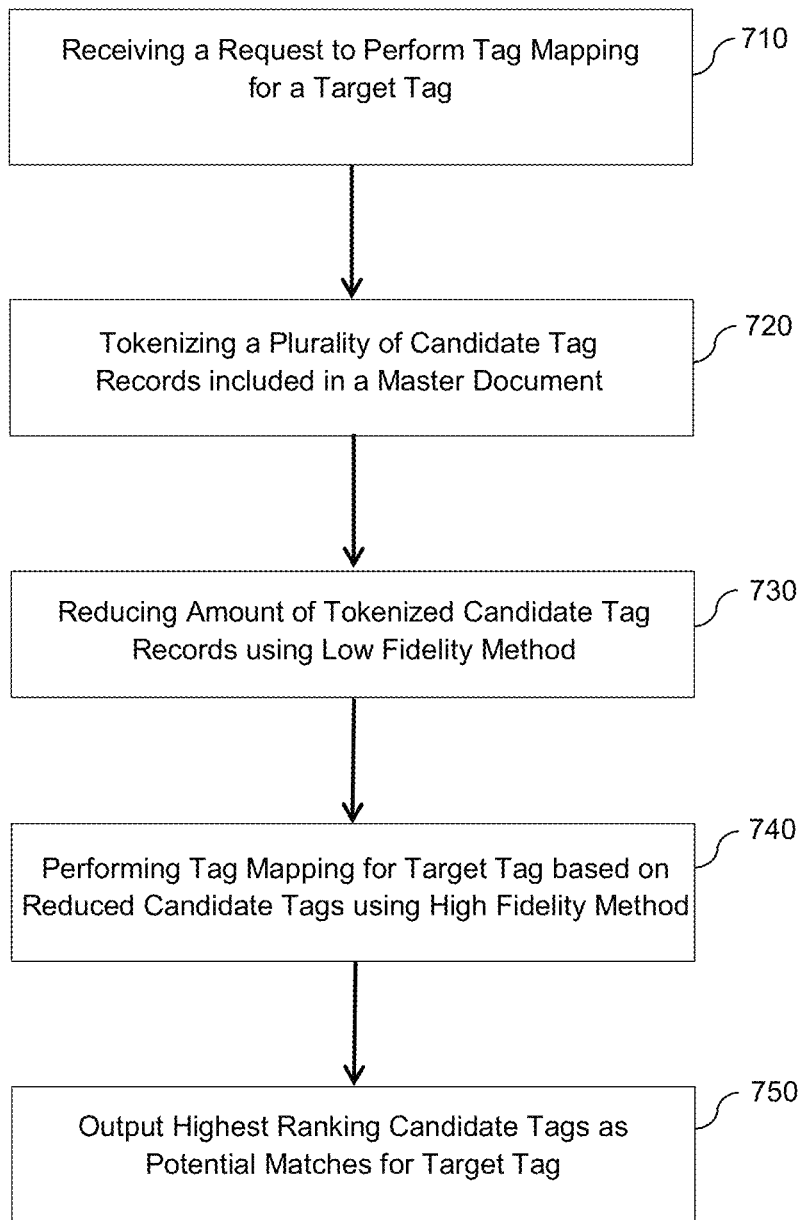 Receiving a Request to Perform Tag Mapping
for a Target Tag
710
Tokenizing a Plurality of Candidate Tag
Records included in a Master Document
720
Reducing Amount of Tokenized Candidate Tag
Records using Low Fidelity Method
730
Performing Tag Mapping for Target Tag based on
Reduced Candidate Tags using High Fidelity Method
740
Output Highest Ranking Candidate Tags as
Potential Matches for Target Tag
750